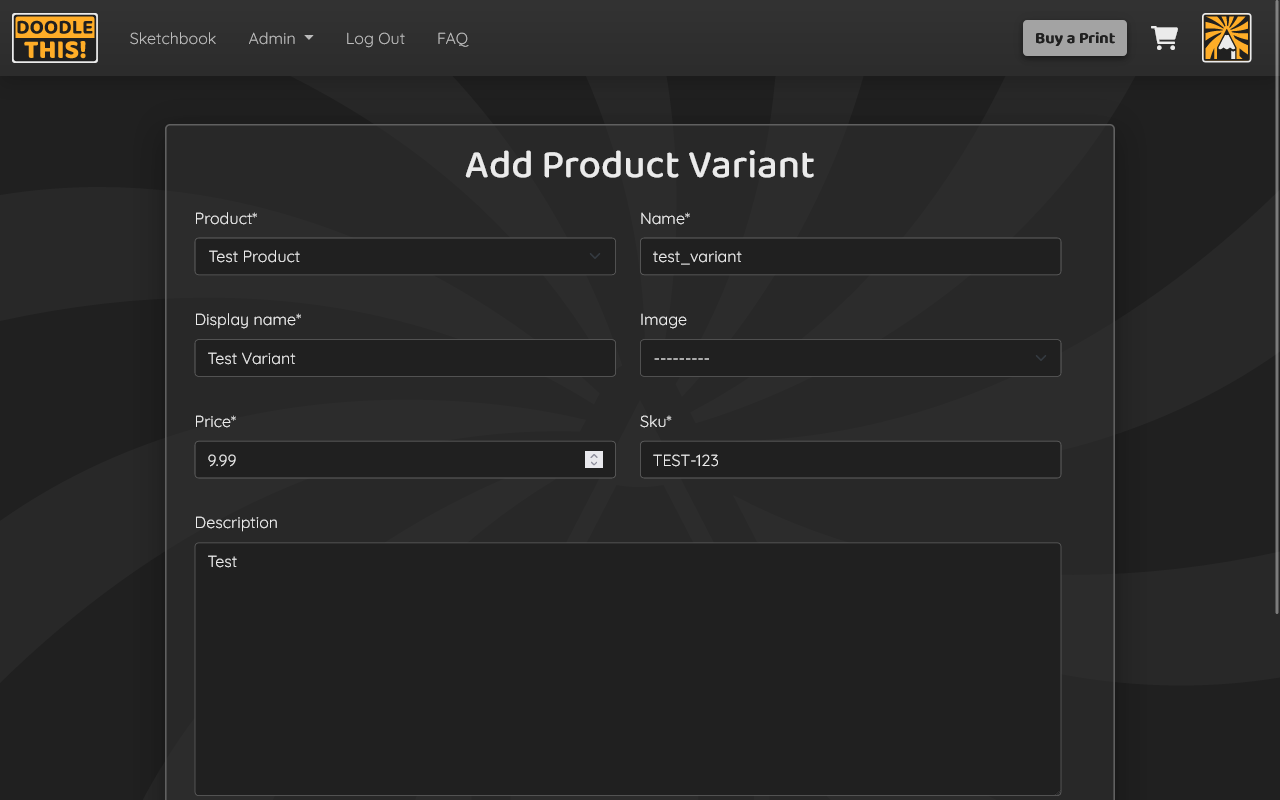 DOODLE
THIS!
Sketchbook
Admin
Log Out
FAQ
Buy a Print
Add Product Variant
Product*
Name*
Test Product
test_variant
Display name*
Image
Test Variant
---------
Price*
Sku*
9.99
TEST-123
Description
Test